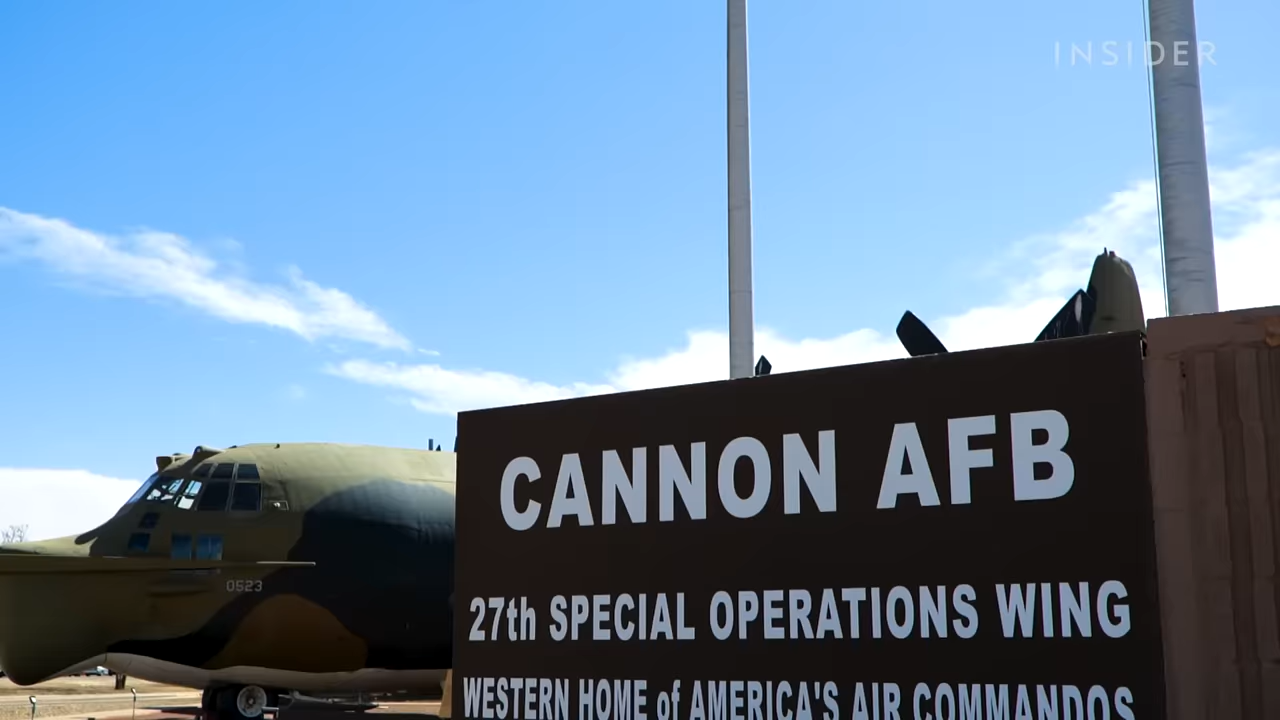 INSIDER
CANNON AFB
27th SPECIAL OPERATIONS WING
WESTERN HOME of AMERICA'S AIR COMMANDOS
0523